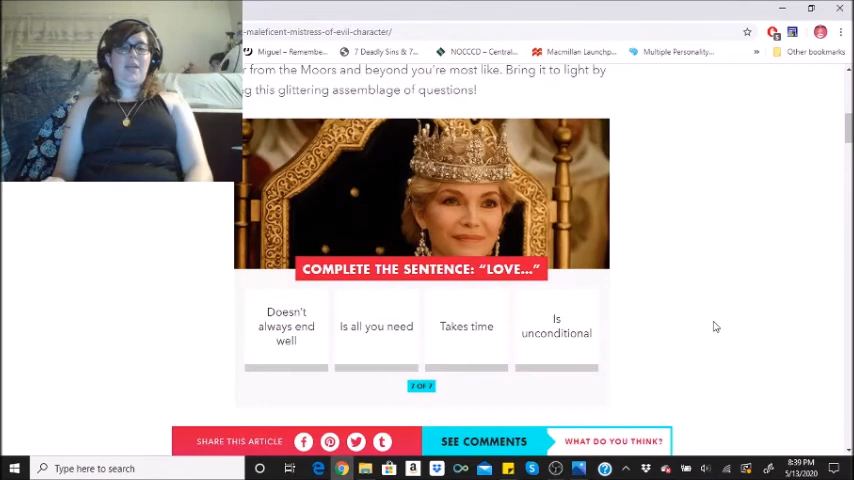 -maleficent-mistress-of-evil-character/
Miguel – Remembe...
7 Deadly Sins & 7...
NOCCCD – Central...
Macmillan Launchp...
Multiple Personality...
»
Other bookmarks
r from the Moors and beyond you're most like. Bring it to light by
ng this glittering assemblage of questions!
COMPLETE THE SENTENCE: “LOVE...”
Doesn't
always end
well
Is all you need
Takes time
Is
unconditional
7 OF 7
SHARE THIS ARTICLE
SEE COMMENTS
WHAT DO YOU THINK?
Type here to search
8:39 PM
5/13/2020